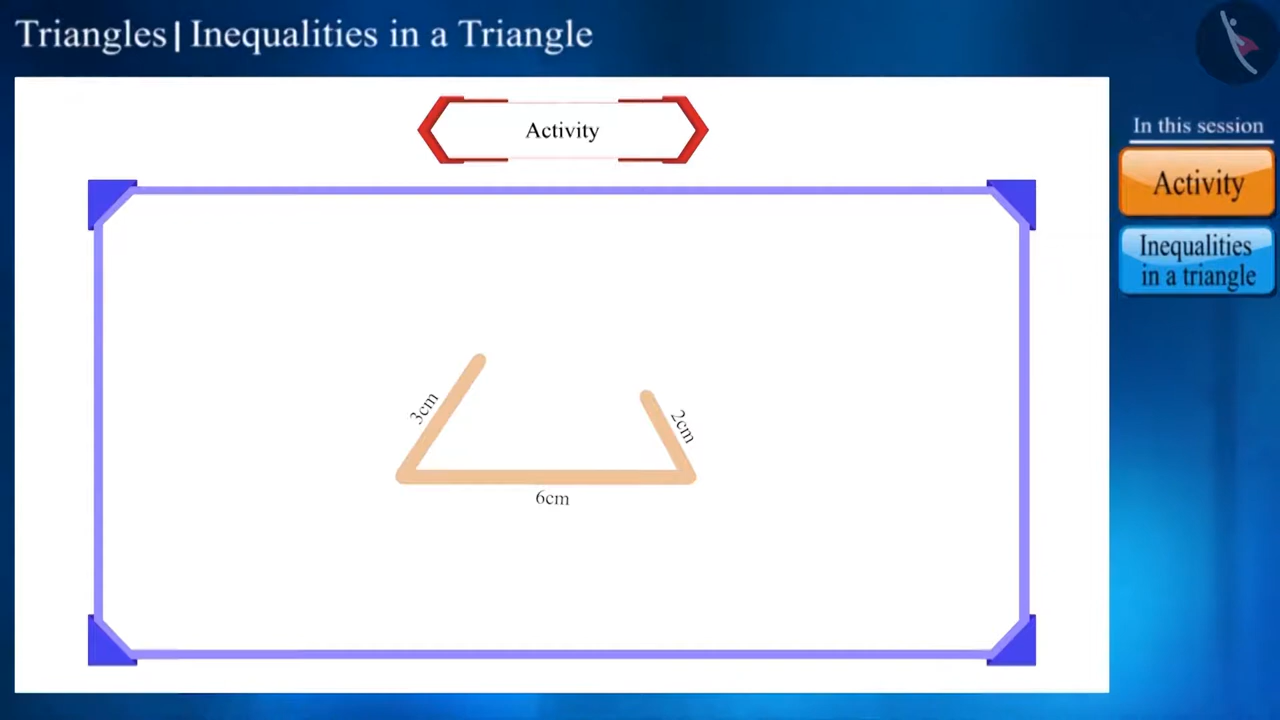 Triangles | Inequalities in a Triangle
Activity
In this session
Activity
Inequalities
in a triangle
3cm
2cm
6cm